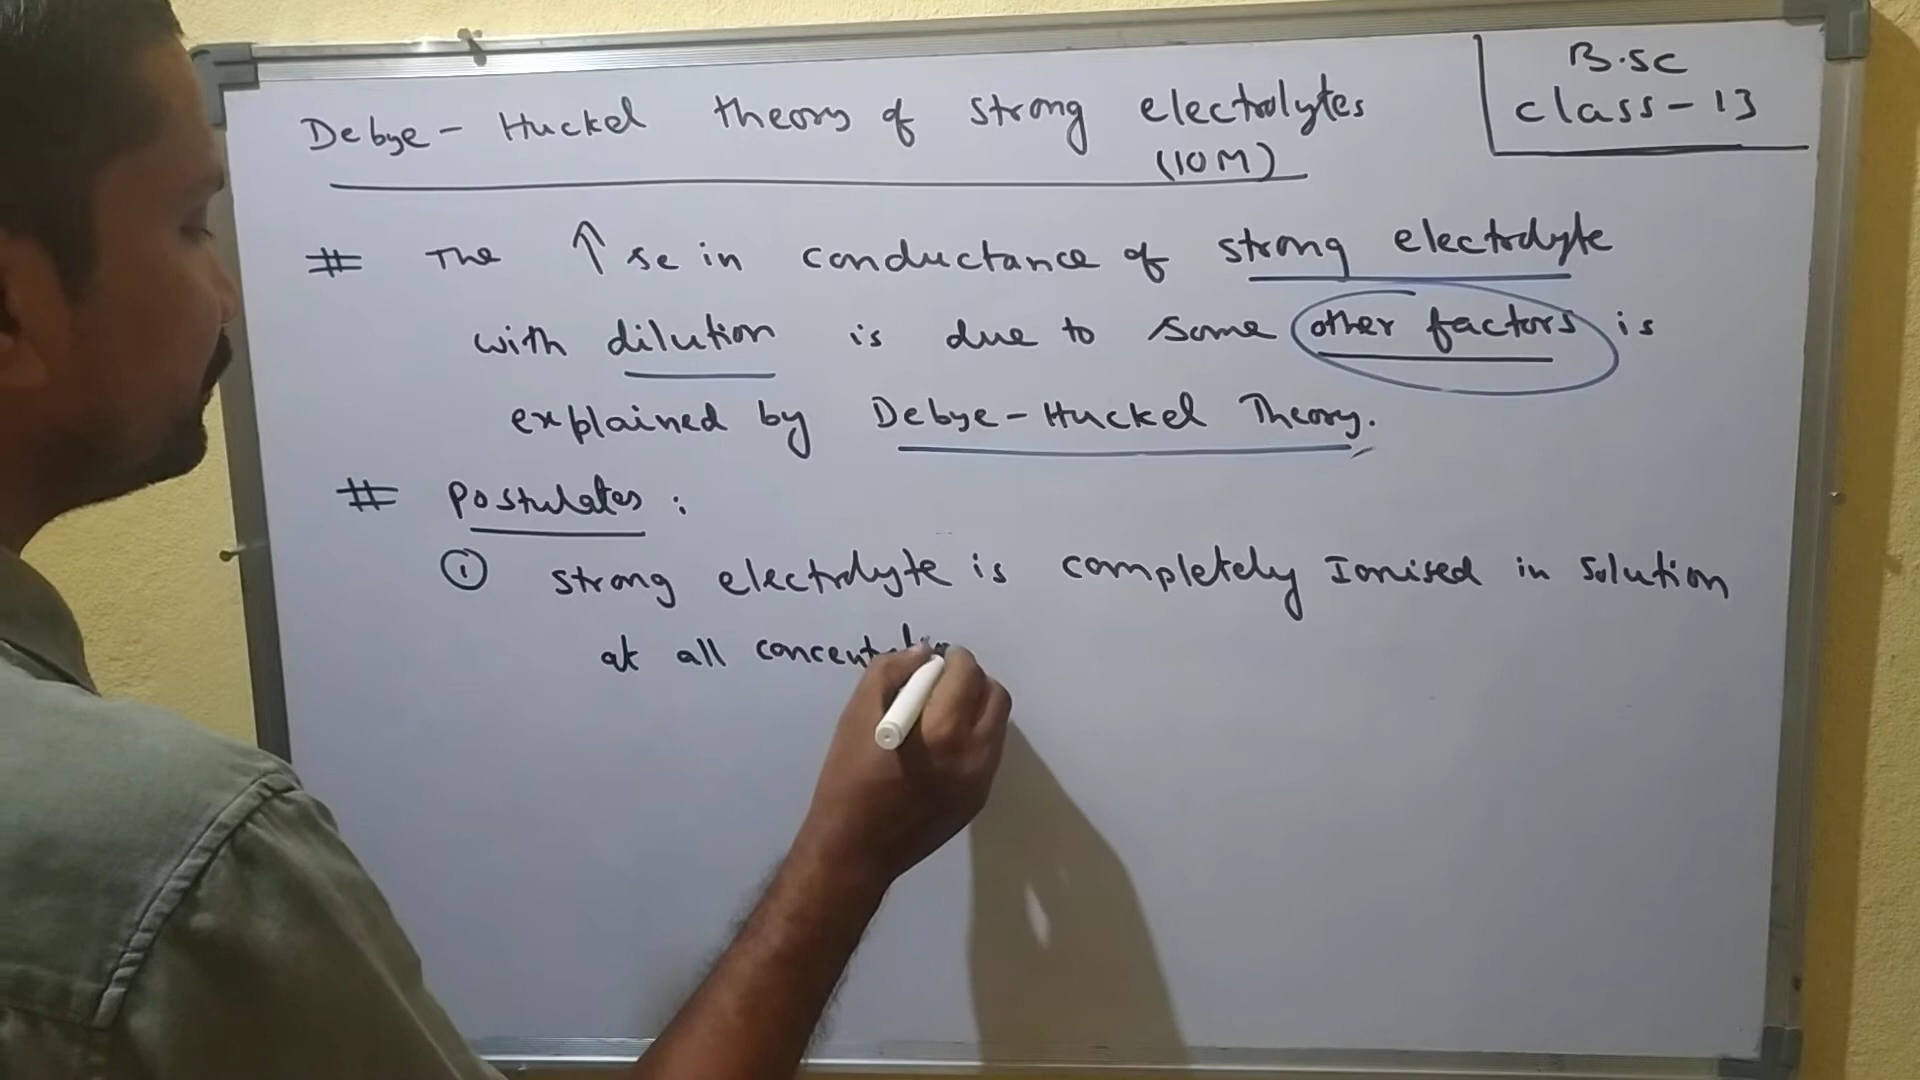 Debye - Huckel theory of strong electrolytes
(10M)
B.sc
class - 13
# The ↑ se in conductance of strong electrolyte
with dilution is due to some other factors is
explained by Debye - Huckel Theory.
# Postulates :
① strong electrolyte is completely Ionised in solution
at all